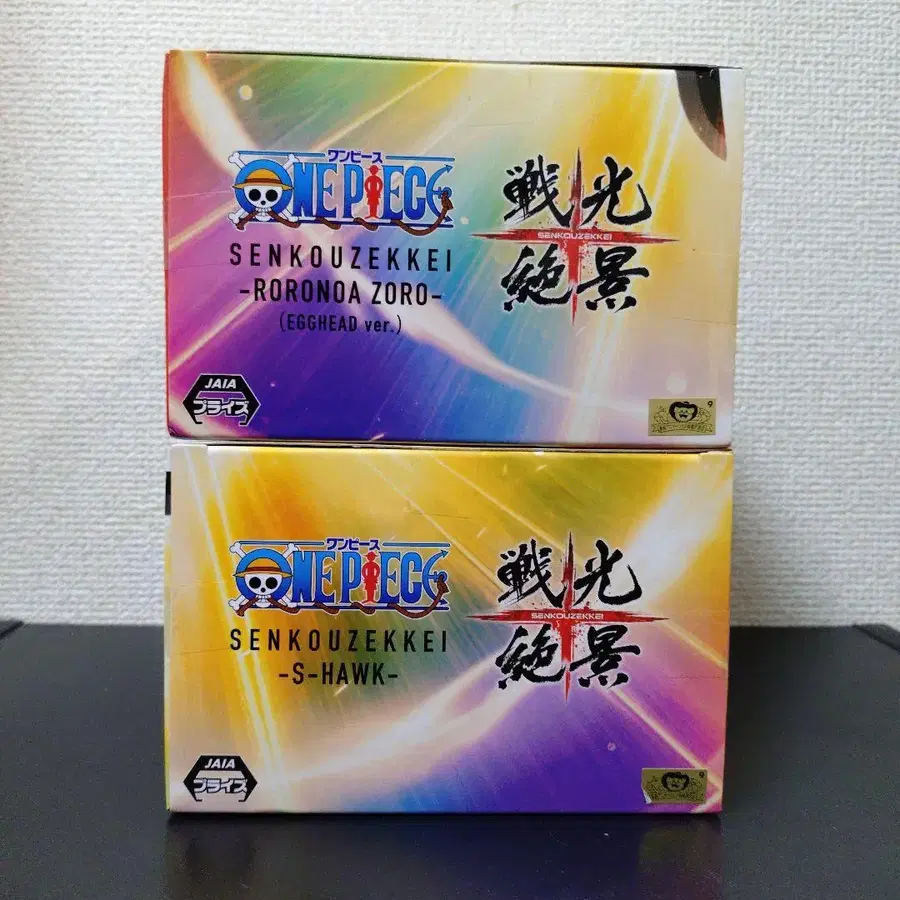 ワンピース
ONE PIECE
SENKOUZEKKEI
-RORONOA ZORO-
(EGGHEAD ver.)
戦光
SENKOUZEKKEI
絶景
JAIA
プライズ
9
ワンピース
ONE PIECE
SENKOUZEKKEI
-S-HAWK-
戦光
SENKOUZEKKEI
絶景
JAIA
プライズ
9